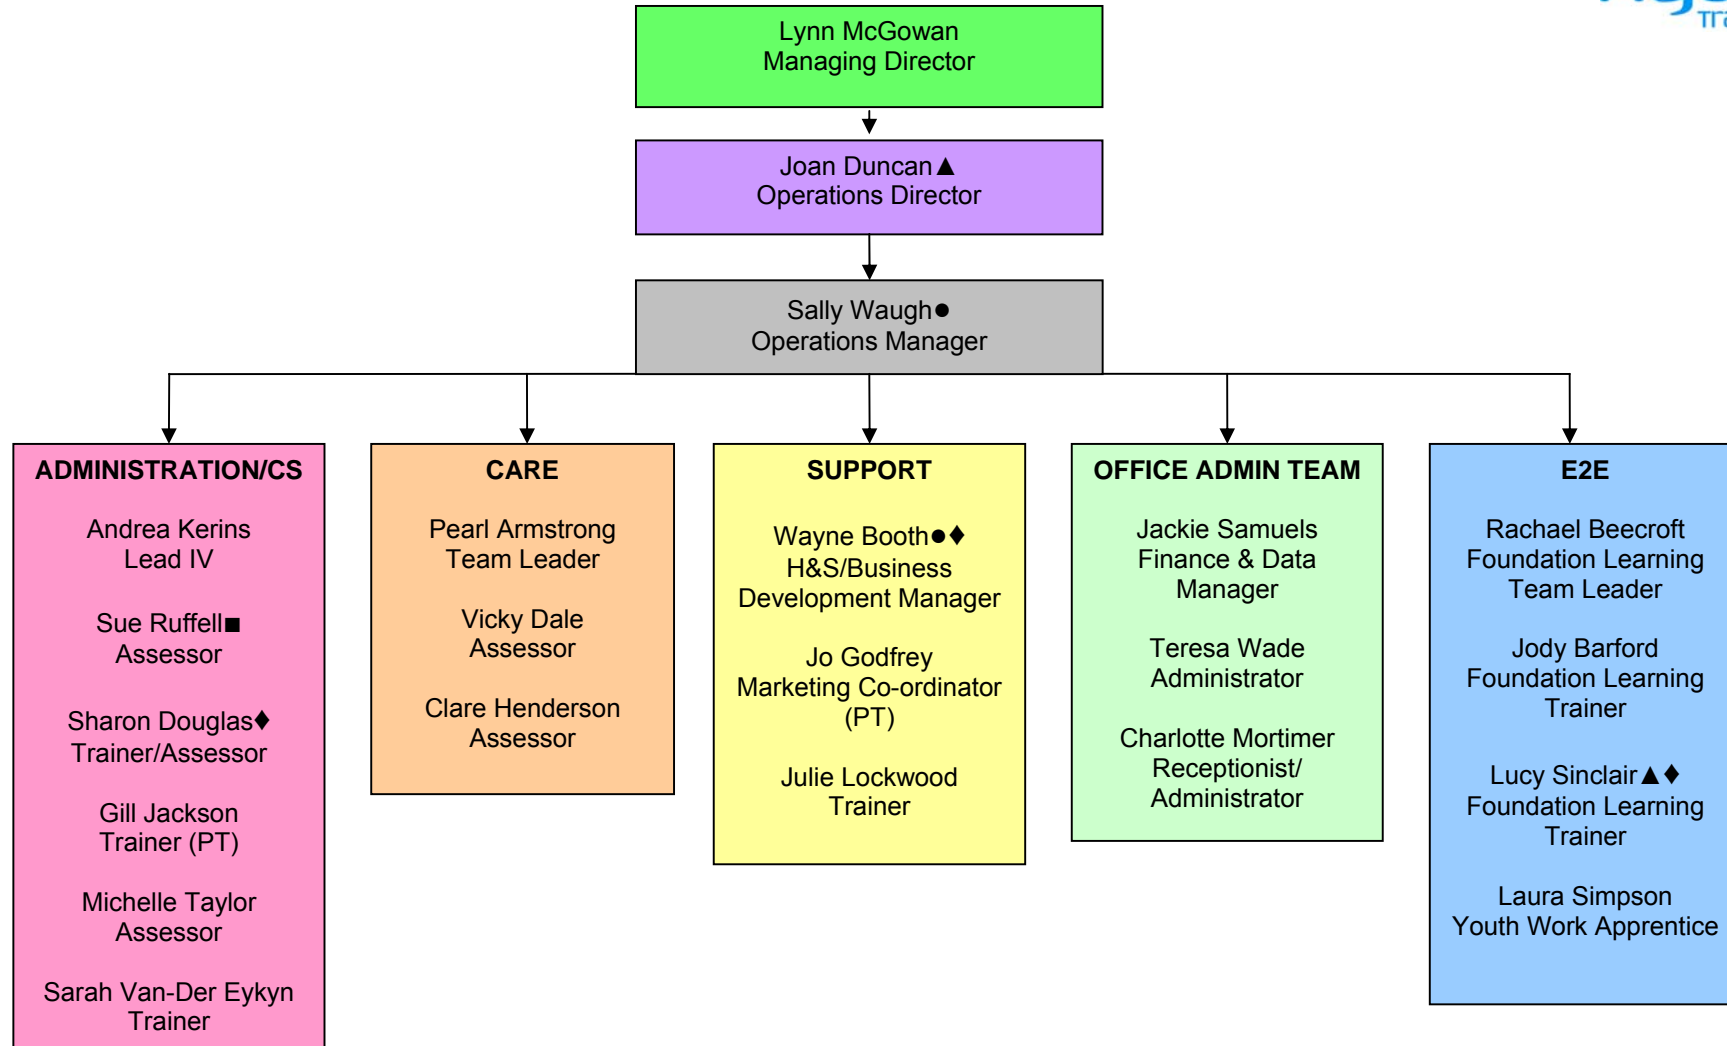 Lynn McGowan
Managing Director
Joan Duncan▲
Operations Director
Sally Waugh●
Operations Manager
ADMINISTRATION/CS
Andrea Kerins
Lead IV
Sue Ruffell■
Assessor
Sharon Douglas♦
Trainer/Assessor
Gill Jackson
Trainer (PT)
Michelle Taylor
Assessor
Sarah Van-Der Eykyn
Trainer
CARE
Pearl Armstrong
Team Leader
Vicky Dale
Assessor
Clare Henderson
Assessor
SUPPORT
Wayne Booth●♦
H&S/Business
Development Manager
Jo Godfrey
Marketing Co-ordinator
(PT)
Julie Lockwood
Trainer
OFFICE ADMIN TEAM
Jackie Samuels
Finance & Data
Manager
Teresa Wade
Administrator
Charlotte Mortimer
Receptionist/
Administrator
E2E
Rachael Beecroft
Foundation Learning
Team Leader
Jody Barford
Foundation Learning
Trainer
Lucy Sinclair▲♦
Foundation Learning
Trainer
Laura Simpson
Youth Work Apprentice